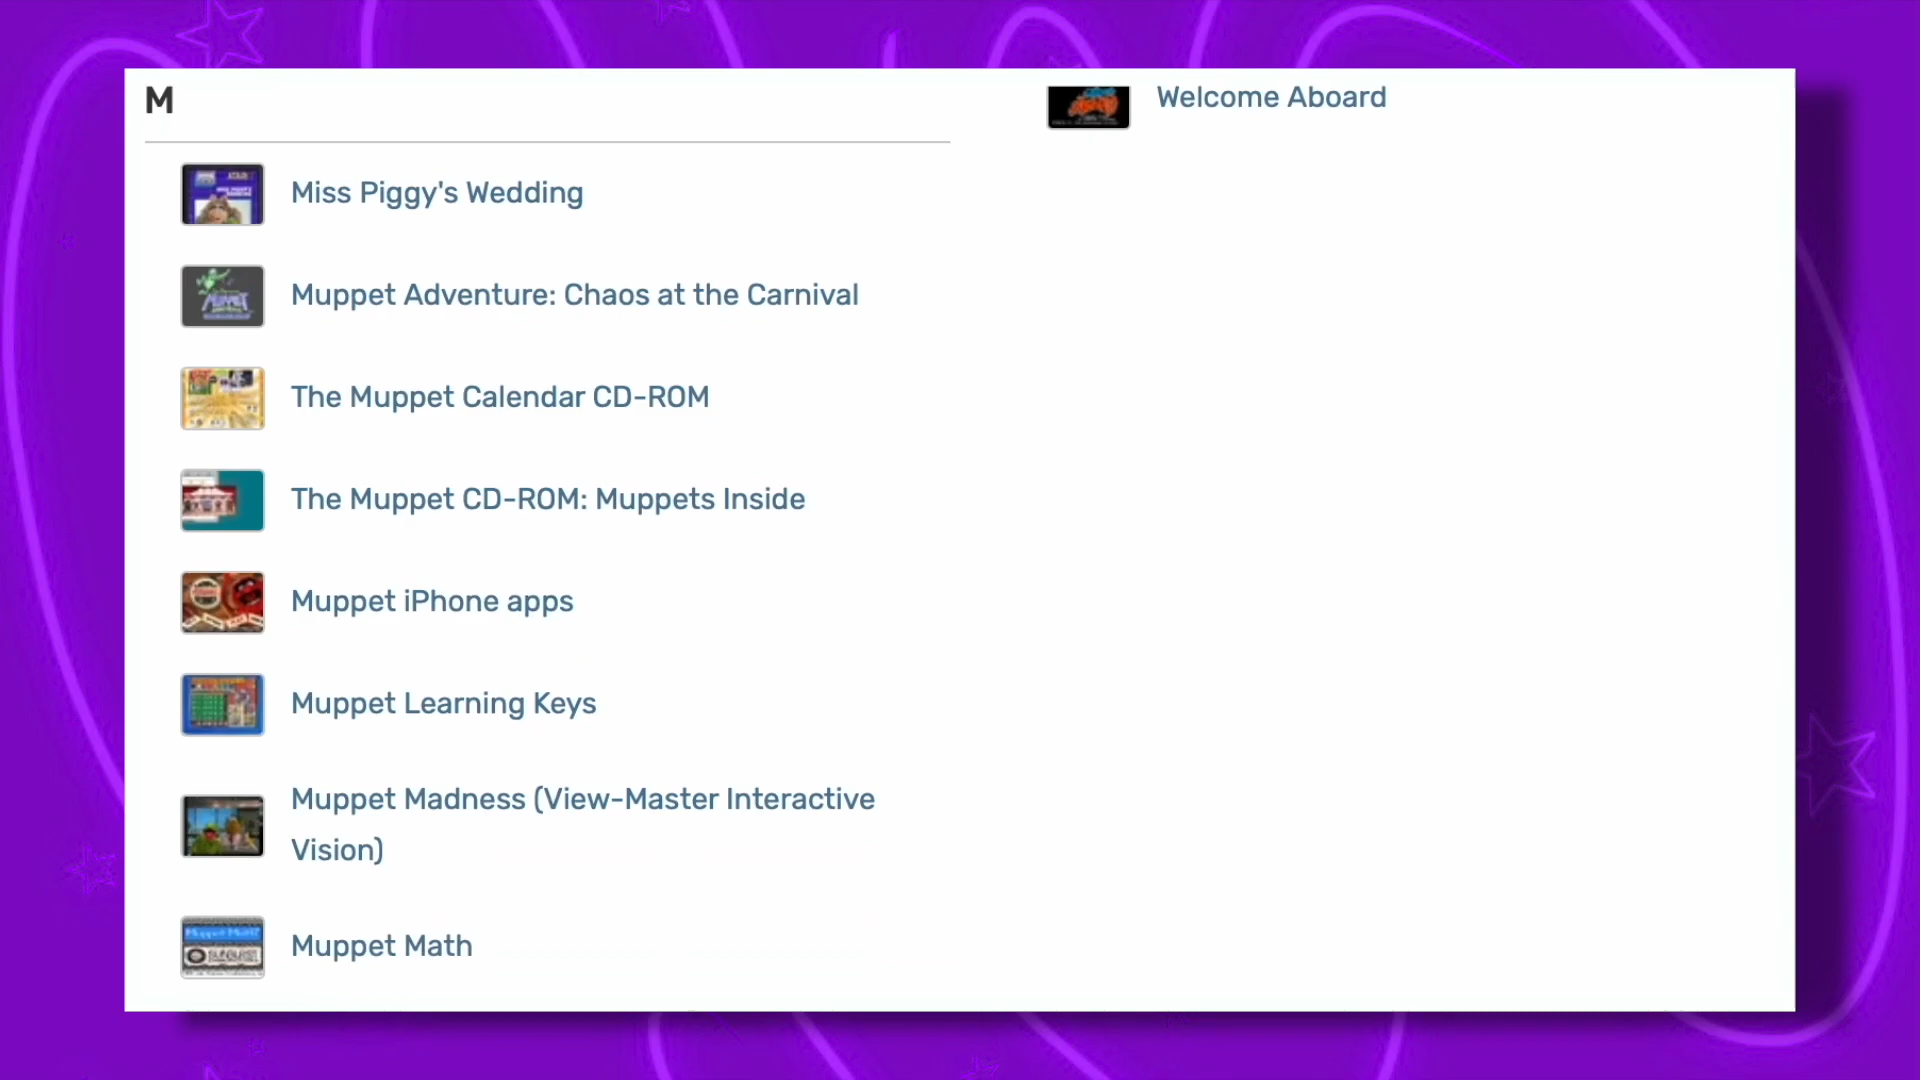 M
Miss Piggy's Wedding
Muppet Adventure: Chaos at the Carnival
The Muppet Calendar CD-ROM
The Muppet CD-ROM: Muppets Inside
Muppet iPhone apps
Muppet Learning Keys
Muppet Madness (View-Master Interactive
Vision)
Muppet Math
Welcome Aboard